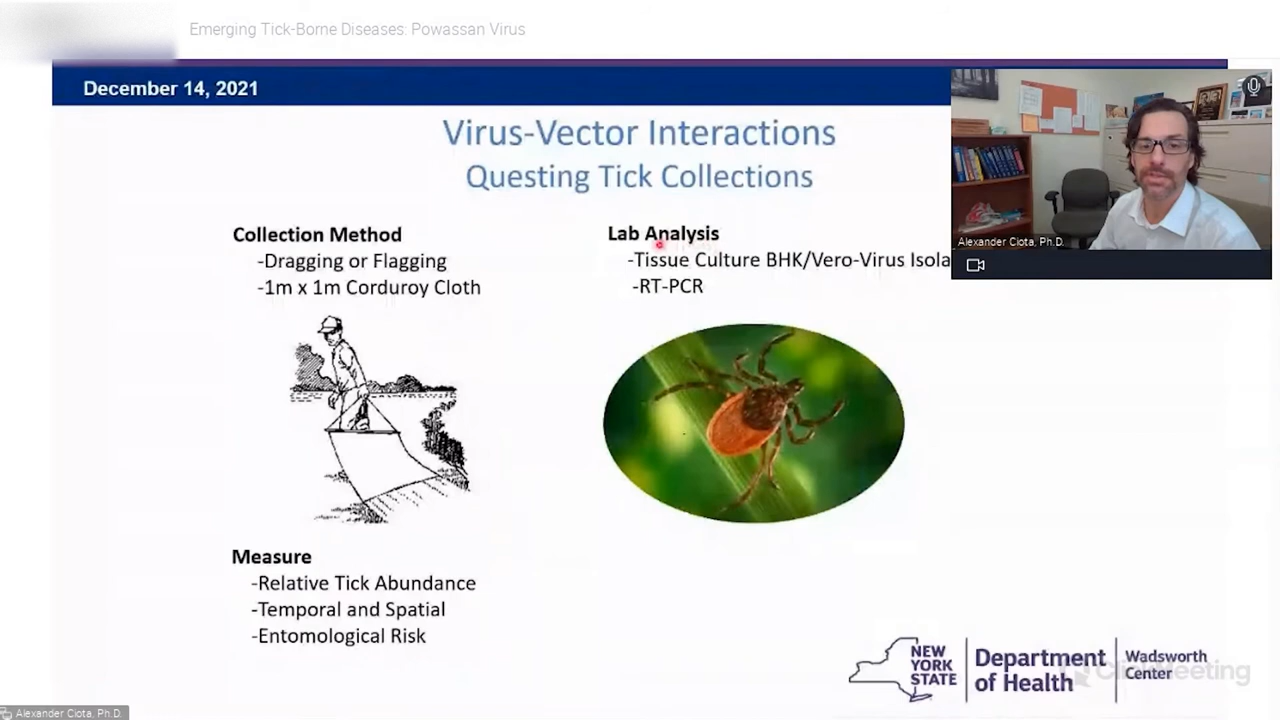 Emerging Tick-Borne Diseases: Powassan Virus
December 14, 2021
Virus-Vector Interactions
Questing Tick Collections
Collection Method
-Dragging or Flagging
-1m x 1m Corduroy Cloth
Lab Analysis
-Tissue Culture BHK/Vero-Virus Isola
-RT-PCR
Alexander Ciota, Ph.D.
Measure
-Relative Tick Abundance
-Temporal and Spatial
-Entomological Risk
NEW
YORK
STATE
Department
of Health
Wadsworth
Center
ClickMeeting
Alexander Ciota, Ph.D.